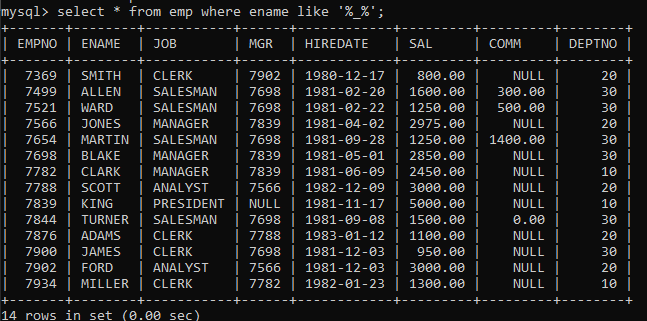 mysql> select * from emp where ename like '%_%';
+-------+--------+-----------+------+------------+---------+---------+--------+
| EMPNO | ENAME  | JOB       | MGR  | HIREDATE   | SAL     | COMM    | DEPTNO |
+-------+--------+-----------+------+------------+---------+---------+--------+
|  7369 | SMITH  | CLERK     | 7902 | 1980-12-17 |  800.00 |    NULL |     20 |
|  7499 | ALLEN  | SALESMAN  | 7698 | 1981-02-20 | 1600.00 |  300.00 |     30 |
|  7521 | WARD   | SALESMAN  | 7698 | 1981-02-22 | 1250.00 |  500.00 |     30 |
|  7566 | JONES  | MANAGER   | 7839 | 1981-04-02 | 2975.00 |    NULL |     20 |
|  7654 | MARTIN | SALESMAN  | 7698 | 1981-09-28 | 1250.00 | 1400.00 |     30 |
|  7698 | BLAKE  | MANAGER   | 7839 | 1981-05-01 | 2850.00 |    NULL |     30 |
|  7782 | CLARK  | MANAGER   | 7839 | 1981-06-09 | 2450.00 |    NULL |     10 |
|  7788 | SCOTT  | ANALYST   | 7566 | 1982-12-09 | 3000.00 |    NULL |     20 |
|  7839 | KING   | PRESIDENT | NULL | 1981-11-17 | 5000.00 |    NULL |     10 |
|  7844 | TURNER | SALESMAN  | 7698 | 1981-09-08 | 1500.00 |    0.00 |     30 |
|  7876 | ADAMS  | CLERK     | 7788 | 1983-01-12 | 1100.00 |    NULL |     20 |
|  7900 | JAMES  | CLERK     | 7698 | 1981-12-03 |  950.00 |    NULL |     30 |
|  7902 | FORD   | ANALYST   | 7566 | 1981-12-03 | 3000.00 |    NULL |     20 |
|  7934 | MILLER | CLERK     | 7782 | 1982-01-23 | 1300.00 |    NULL |     10 |
+-------+--------+-----------+------+------------+---------+---------+--------+
14 rows in set (0.00 sec)